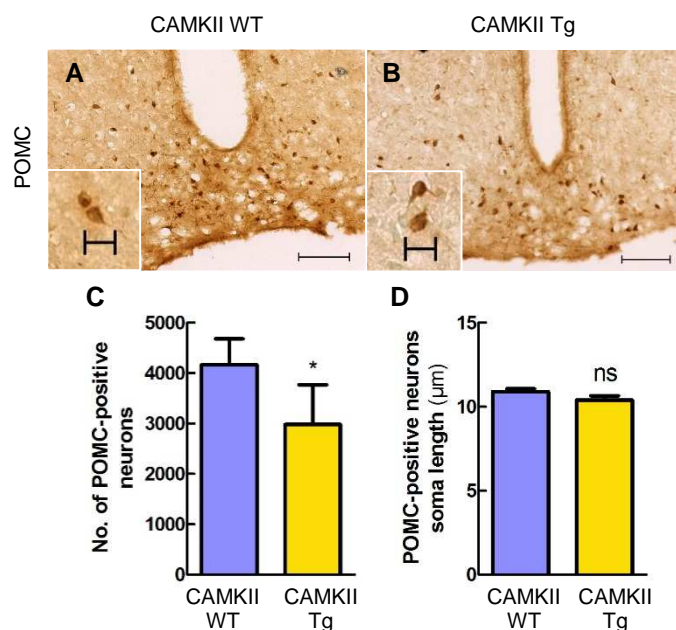 CAMKII WT
CAMKII Tg
POMC
A
B
C
No. of POMC-positive
neurons
5000
4000
3000
2000
1000
0
*
CAMKII
WT
CAMKII
Tg
D
POMC-positive neurons
soma length (µm)
15
10
5
0
ns
CAMKII
WT
CAMKII
Tg